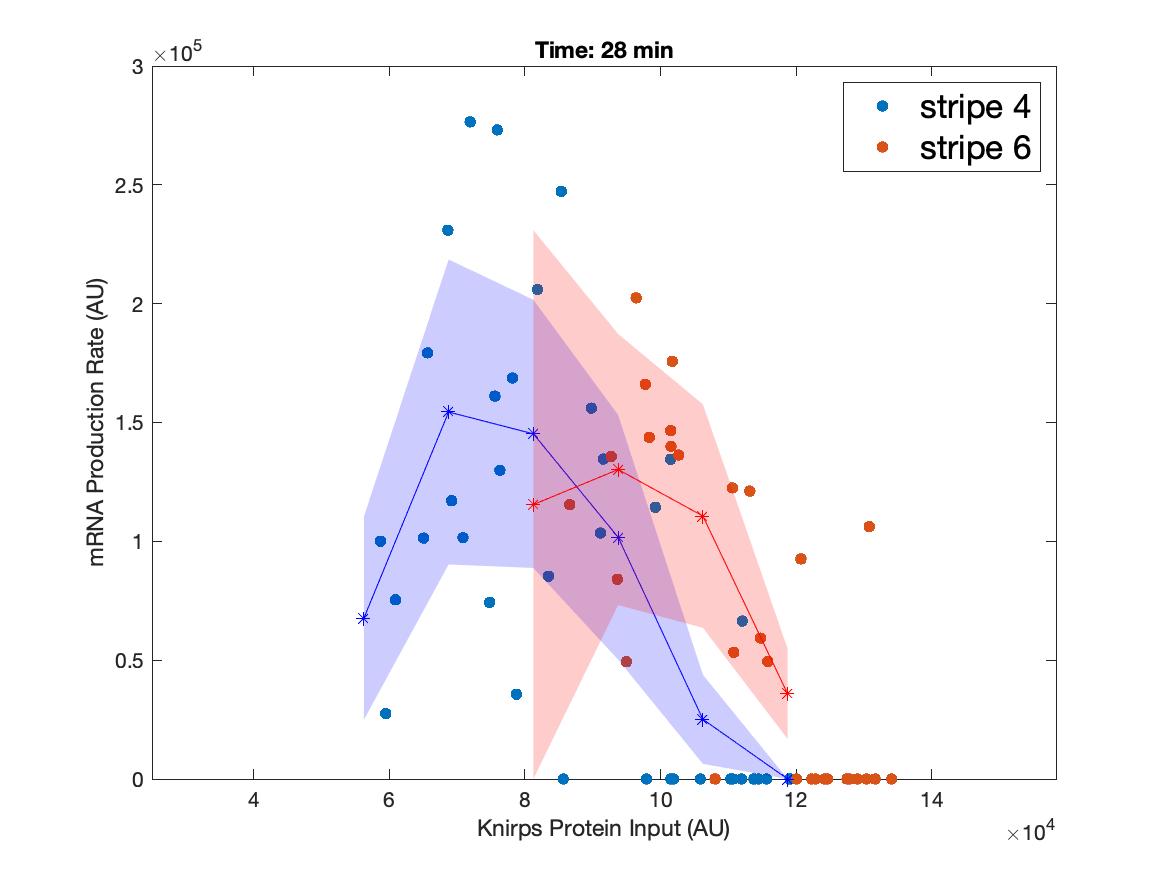 Time: 28 min
×10^5
3
2.5
2
1.5
1
0.5
0
mRNA Production Rate (AU)
stripe 4
stripe 6
4 6 8 10 12 14
Knirps Protein Input (AU)
×10^4